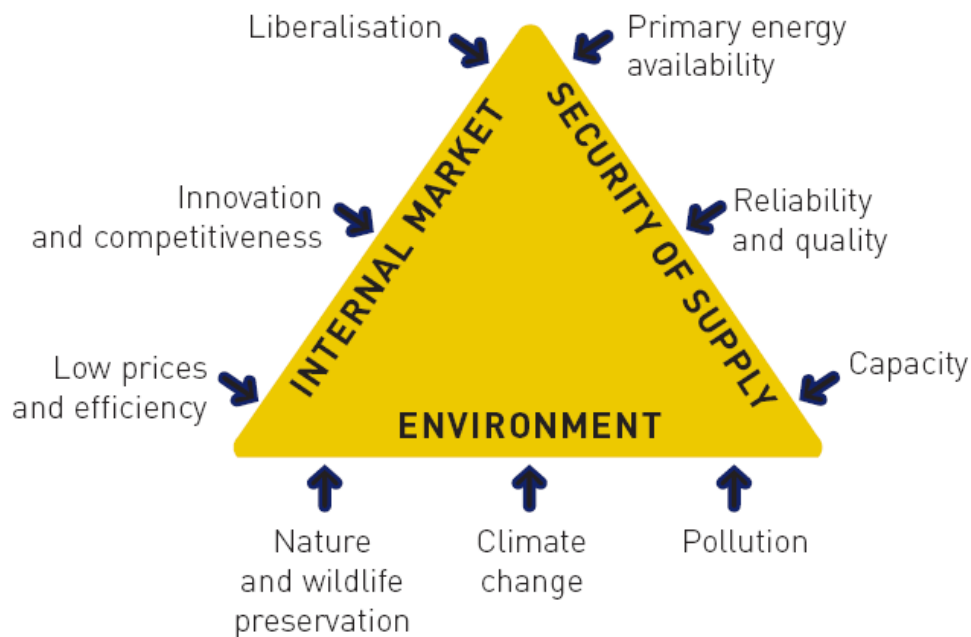 Liberalisation
Primary energy
availability
INTERNAL MARKET
SECURITY OF SUPPLY
Innovation
and competitiveness
Reliability
and quality
Low prices
and efficiency
Capacity
ENVIRONMENT
Nature
and wildlife
preservation
Climate
change
Pollution